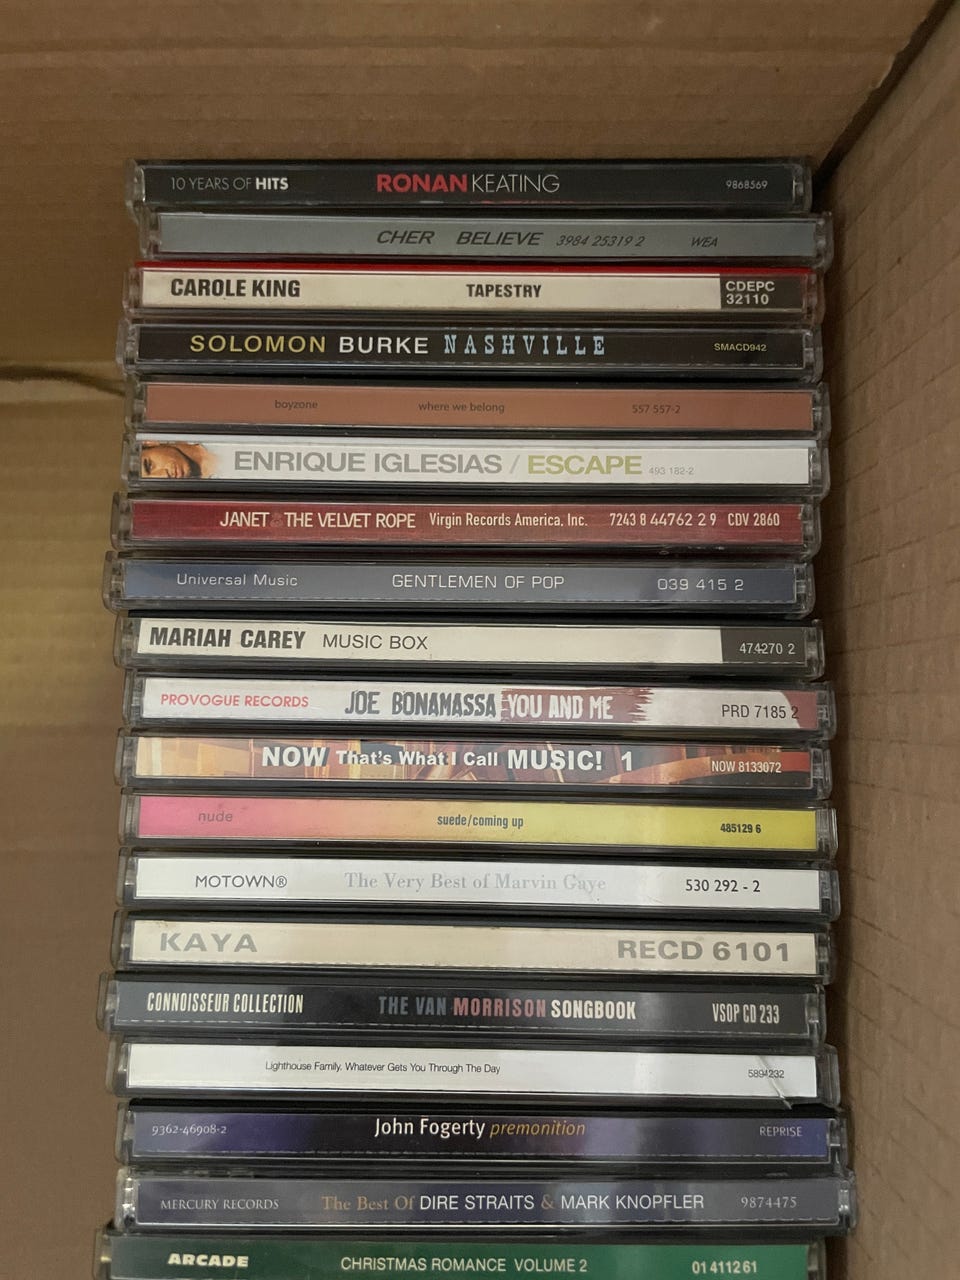 10 YEARS OF HITS RONAN KEATING 9868569
CHER BELIEVE 3984 25319 2 WEA
CAROLE KING TAPESTRY CDEPC
32110
SOLOMON BURKE NASHVILLE SMACD942
boyzone where we belong 557 557-2
ENRIQUE IGLESIAS / ESCAPE 493 182-2
JANET THE VELVET ROPE Virgin Records America, Inc. 7243 8 44762 2 9 CDV 2860
Universal Music GENTLEMEN OF POP 039 415 2
MARIAH CAREY MUSIC BOX 474270 2
PROVOGUE RECORDS JOE BONAMASSA YOU AND ME PRD 7185 2
NOW That's What I Call MUSIC! 1 NOW 8133072
nude suede/coming up 485129 6
MOTOWN® The Very Best of Marvin Gaye 530 292 - 2
KAYA RECD 6101
CONNOISSEUR COLLECTION THE VAN MORRISON SONGBOOK VSOP CD 233
Lighthouse Family. Whatever Gets You Through The Day 5894232
9362-46908-2 John Fogerty premonition REPRISE
MERCURY RECORDS The Best Of DIRE STRAITS & MARK KNOPFLER 9874475
ARCADE CHRISTMAS ROMANCE VOLUME 2 01 411261